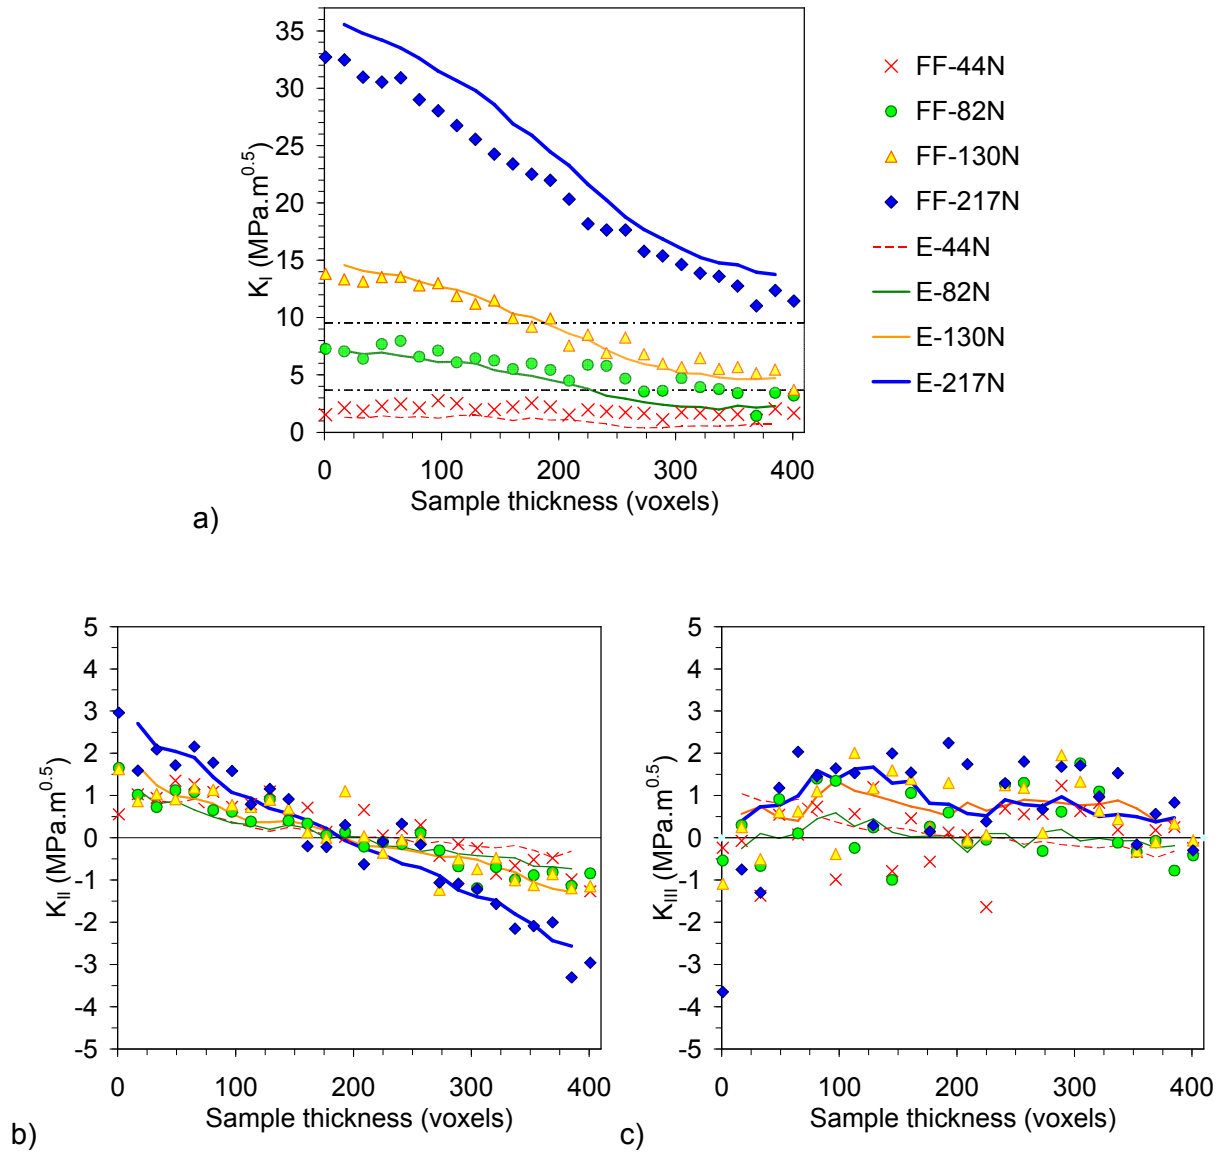 35
30
25
20
15
10
5
0
K_I (MPa.m^0.5)
0 100 200 300 400
Sample thickness (voxels)
a)
FF-44N
FF-82N
FF-130N
FF-217N
E-44N
E-82N
E-130N
E-217N
5
4
3
2
1
0
-1
-2
-3
-4
-5
K_II (MPa.m^0.5)
0 100 200 300 400
Sample thickness (voxels)
b)
5
4
3
2
1
0
-1
-2
-3
-4
-5
K_III (MPa.m^0.5)
0 100 200 300 400
Sample thickness (voxels)
c)